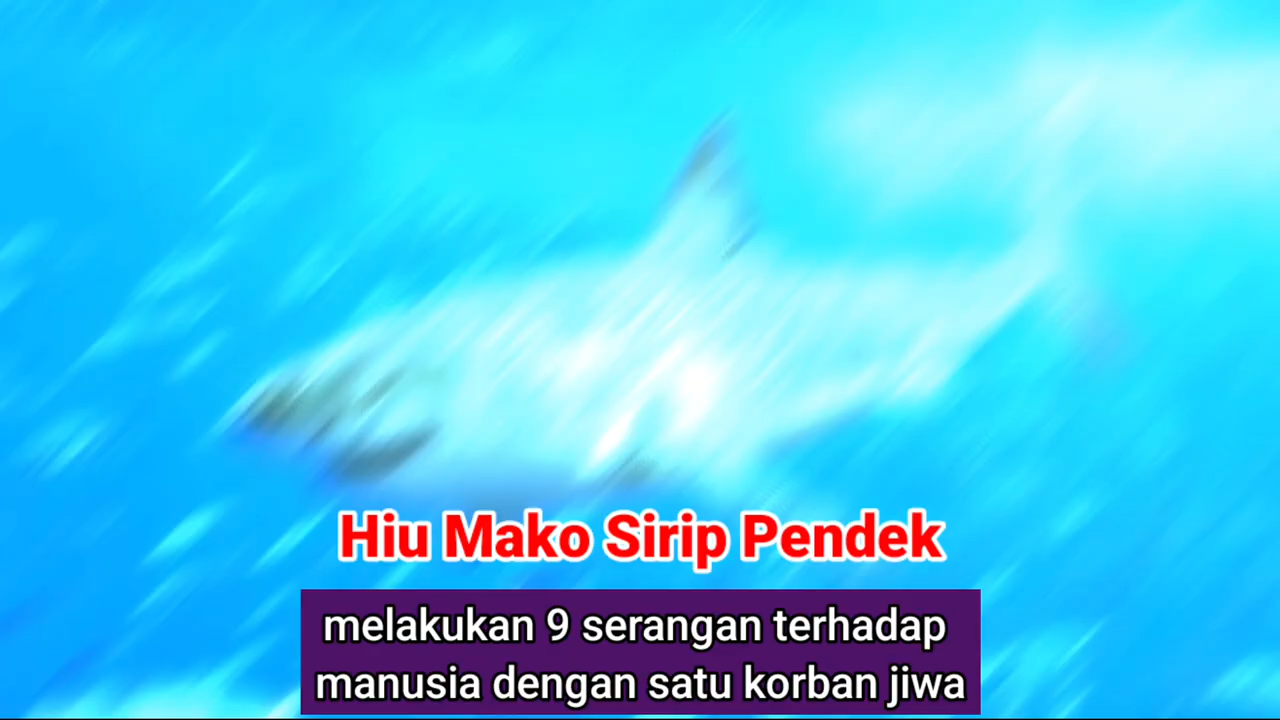 Hiu Mako Sirip Pendek
melakukan 9 serangan terhadap
manusia dengan satu korban jiwa